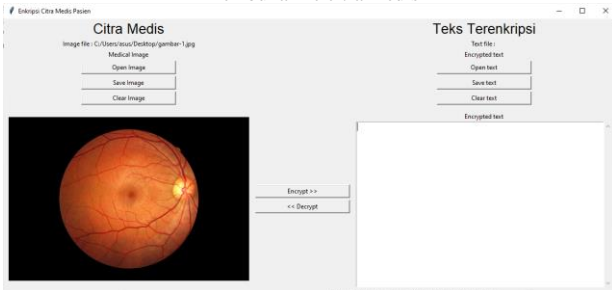 Enkripsi Citra Medis Pasien
Citra Medis
Image file : C:/Users/asus/Desktop/gambar-1.jpg
Medical Image
Open Image
Save Image
Clear Image
Encrypt >>
<< Decrypt
Teks Terenkripsi
Text file :
Encrypted text
Open text
Save text
Clear text
Encrypted text